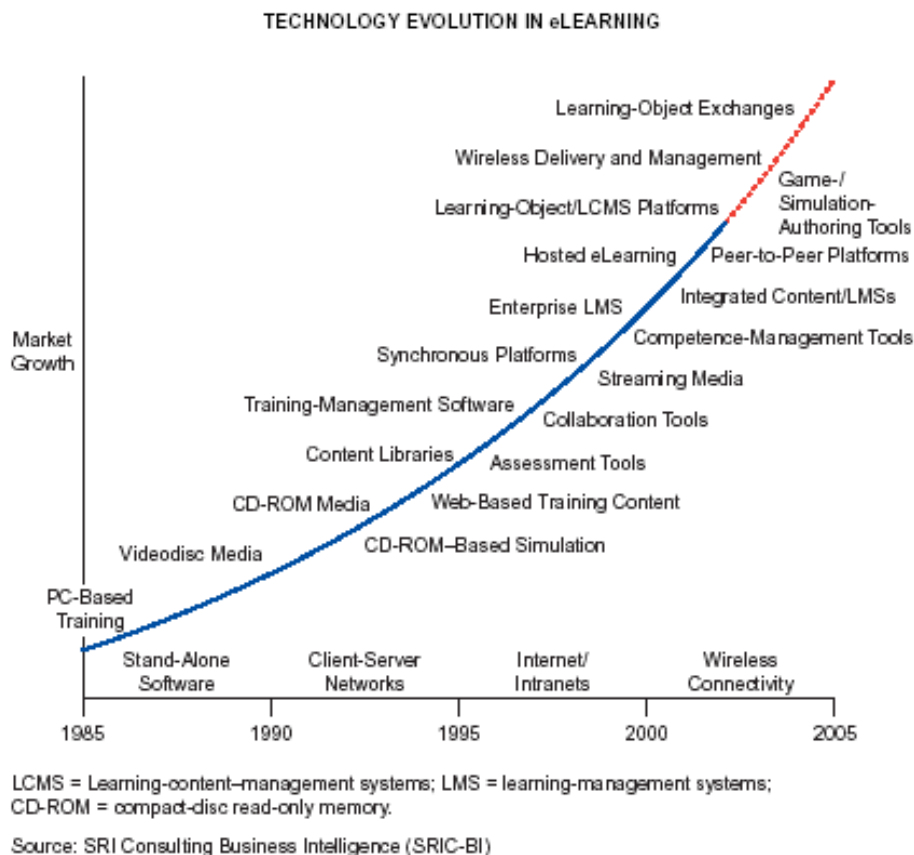 TECHNOLOGY EVOLUTION IN eLEARNING
Learning-Object Exchanges
Wireless Delivery and Management
Game-/
Simulation-
Authoring Tools
Learning-Object/LCMS Platforms
Hosted eLearning
Peer-to-Peer Platforms
Integrated Content/LMSs
Enterprise LMS
Competence-Management Tools
Market
Growth
Synchronous Platforms
Streaming Media
Training-Management Software
Collaboration Tools
Content Libraries
Assessment Tools
CD-ROM Media
Web-Based Training Content
Videodisc Media
CD-ROM–Based Simulation
PC-Based
Training
Stand-Alone
Software
Client-Server
Networks
Internet/
Intranets
Wireless
Connectivity
1985
1990
1995
2000
2005
LCMS = Learning-content–management systems; LMS = learning-management systems;
CD-ROM = compact-disc read-only memory.
Source: SRI Consulting Business Intelligence (SRIC-BI)